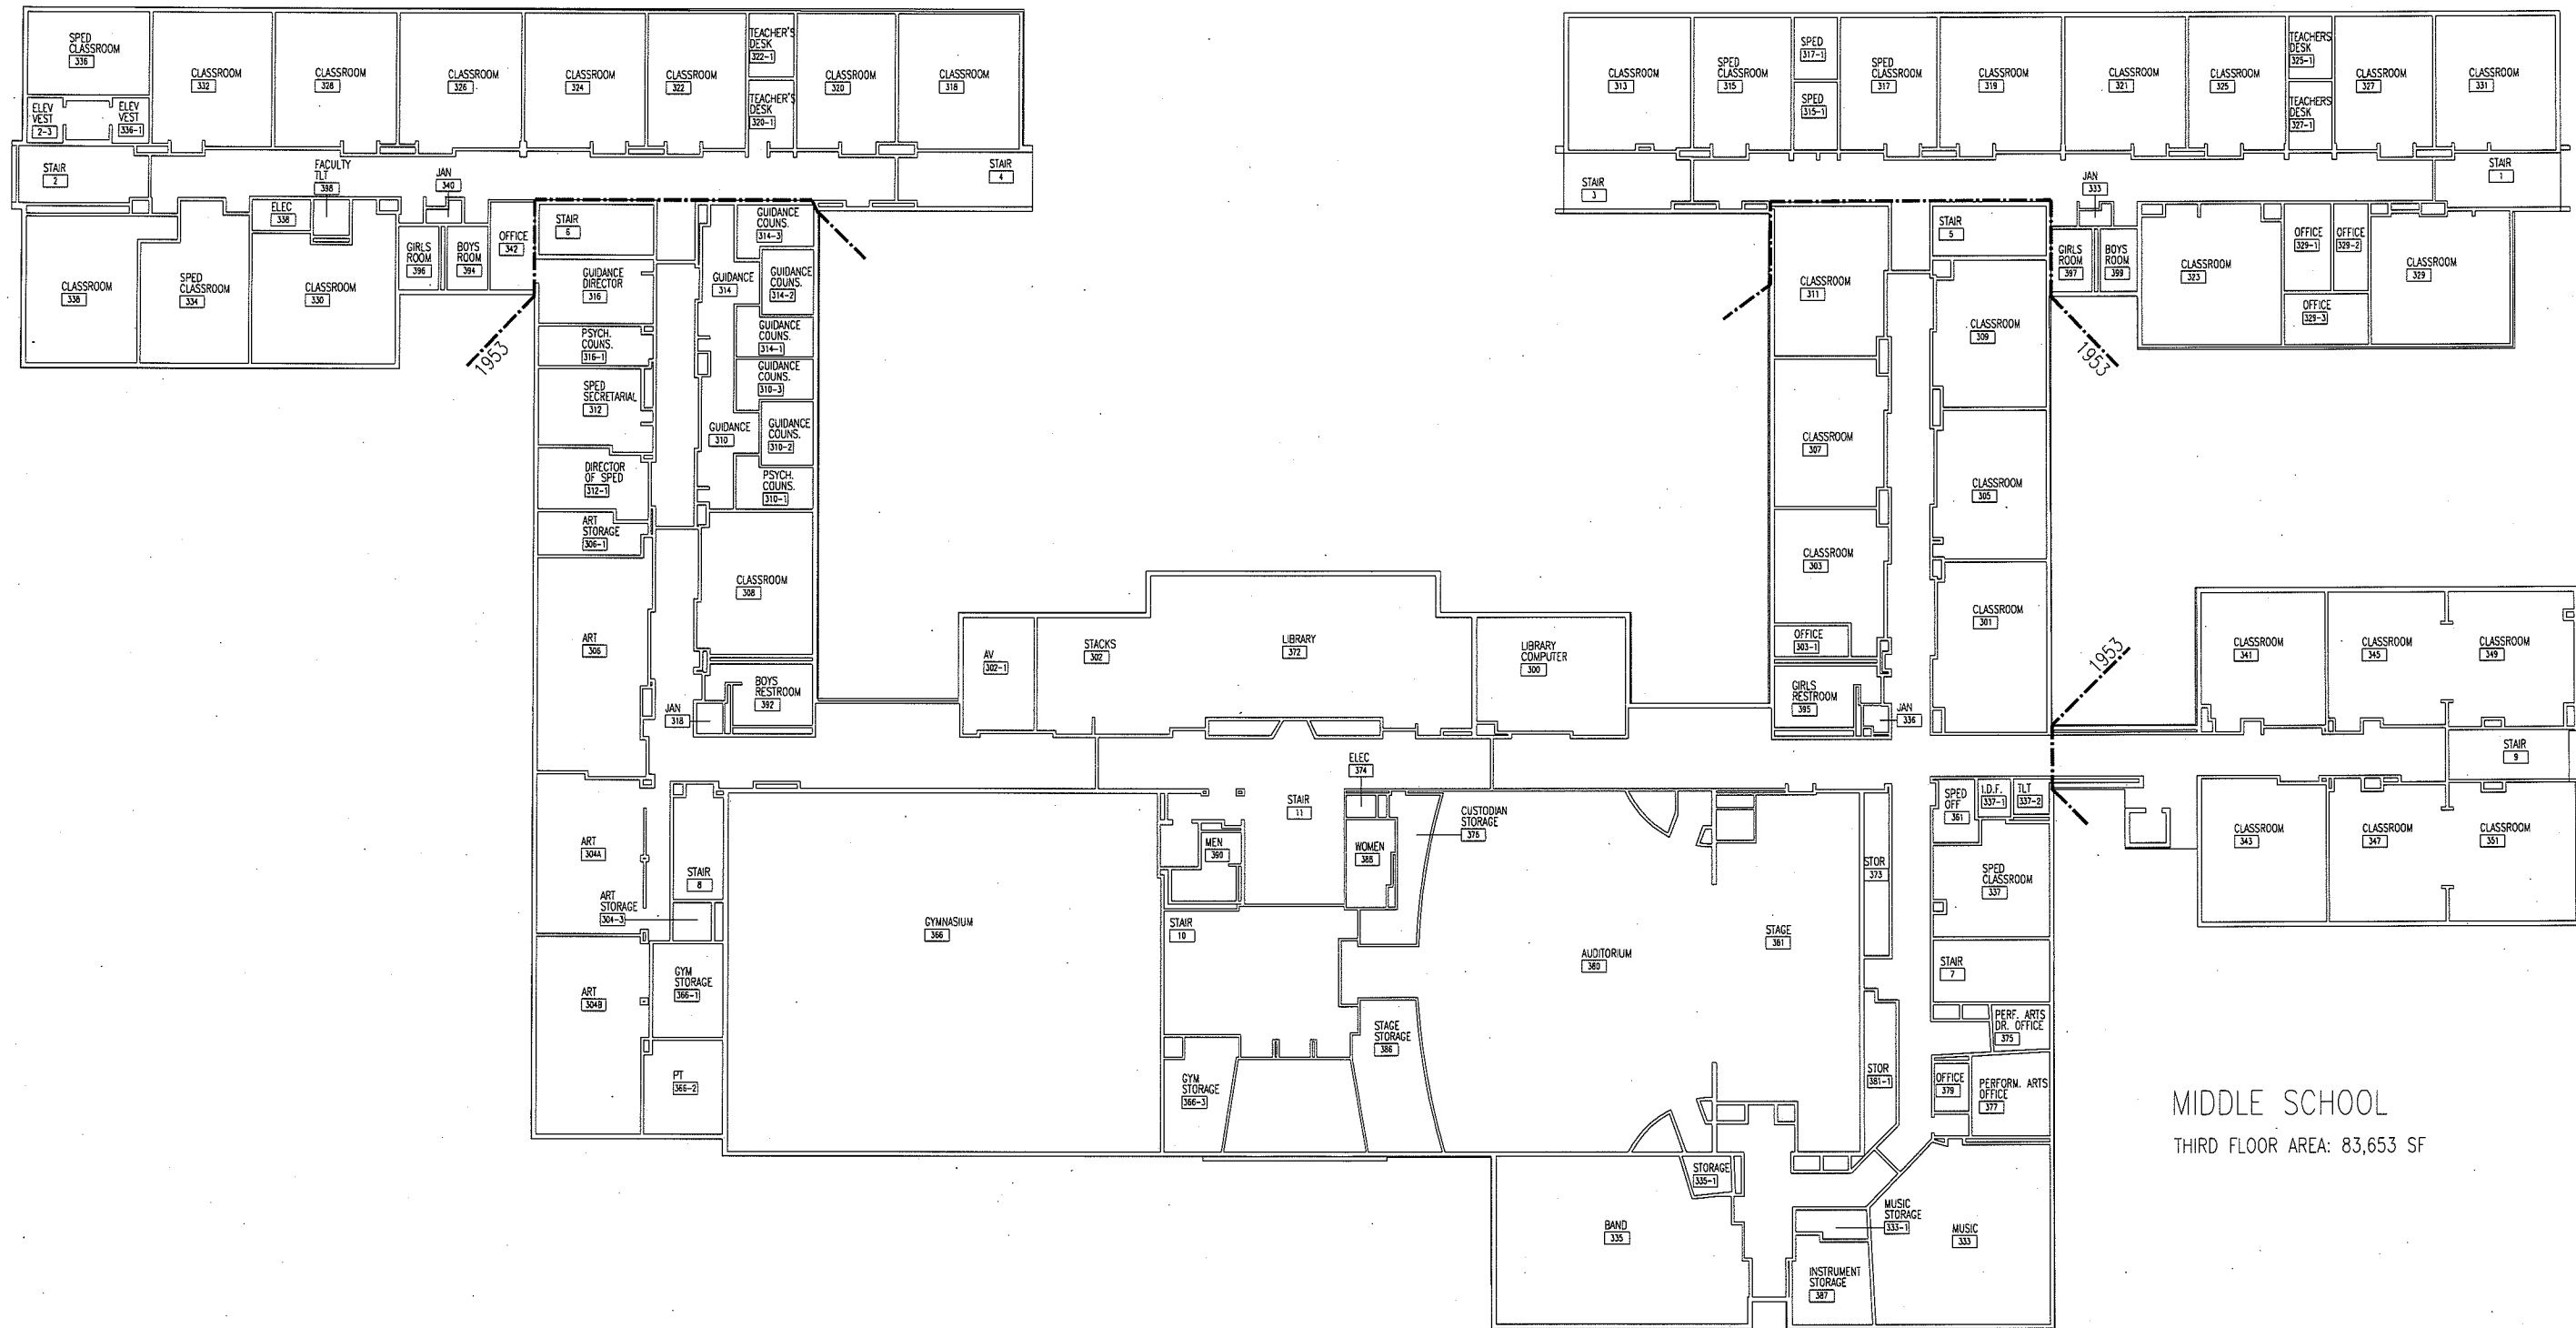 SPED
CLASSROOM
336
CLASSROOM
332
CLASSROOM
328
CLASSROOM
326
CLASSROOM
324
CLASSROOM
322
TEACHER'S
DESK
322-1
TEACHER'S
DESK
320-1
CLASSROOM
320
CLASSROOM
318
ELEV
VEST
2-3
ELEV
VEST
336-1
STAIR
2
FACULTY
TLT
398
JAN
340
STAIR
4
ELEC
338
CLASSROOM
338
SPED
CLASSROOM
334
CLASSROOM
330
GIRLS
ROOM
396
BOYS
ROOM
394
OFFICE
342
1953
STAIR
6
GUIDANCE
DIRECTOR
316
PSYCH.
COUNS.
316-1
SPED
SECRETARIAL
312
DIRECTOR
OF SPED
312-1
ART
STORAGE
306-1
GUIDANCE
COUNS.
314-3
GUIDANCE
314
GUIDANCE
COUNS.
314-2
GUIDANCE
COUNS.
314-1
GUIDANCE
COUNS.
310-3
GUIDANCE
310
GUIDANCE
COUNS.
310-2
PSYCH.
COUNS.
310-1
CLASSROOM
308
ART
306
JAN
318
BOYS
RESTROOM
392
CLASSROOM
313
SPED
CLASSROOM
315
SPED
317-1
SPED
315-1
SPED
CLASSROOM
317
CLASSROOM
319
CLASSROOM
321
CLASSROOM
325
TEACHERS
DESK
325-1
TEACHERS
DESK
327-1
CLASSROOM
327
CLASSROOM
331
STAIR
3
JAN
333
STAIR
1
CLASSROOM
311
STAIR
5
GIRLS
ROOM
397
BOYS
ROOM
399
CLASSROOM
323
OFFICE
329-1
OFFICE
329-2
OFFICE
329-3
CLASSROOM
329
1953
CLASSROOM
309
CLASSROOM
307
CLASSROOM
305
CLASSROOM
303
OFFICE
303-1
CLASSROOM
301
GIRLS
RESTROOM
395
JAN
336
1953
AV
302-1
STACKS
302
LIBRARY
372
LIBRARY
COMPUTER
300
CLASSROOM
341
CLASSROOM
345
CLASSROOM
349
STAIR
9
CLASSROOM
343
CLASSROOM
347
CLASSROOM
351
ART
304A
STAIR
8
ART
STORAGE
304-3
ART
304B
GYM
STORAGE
366-1
PT
366-2
GYMNASIUM
366
MEN
390
STAIR
11
ELEC
374
WOMEN
388
CUSTODIAN
STORAGE
376
STAIR
10
GYM
STORAGE
366-3
STAGE
STORAGE
386
AUDITORIUM
380
STAGE
381
STOR
373
STOR
381-1
SPED
OFF
361
I.D.F.
337-1
TLT
337-2
SPED
CLASSROOM
337
STAIR
7
PERF. ARTS
DR. OFFICE
375
OFFICE
379
PERFORM. ARTS
OFFICE
377
STORAGE
335-1
BAND
335
MUSIC
STORAGE
333-1
MUSIC
333
INSTRUMENT
STORAGE
387
MIDDLE SCHOOL
THIRD FLOOR AREA: 83,653 SF